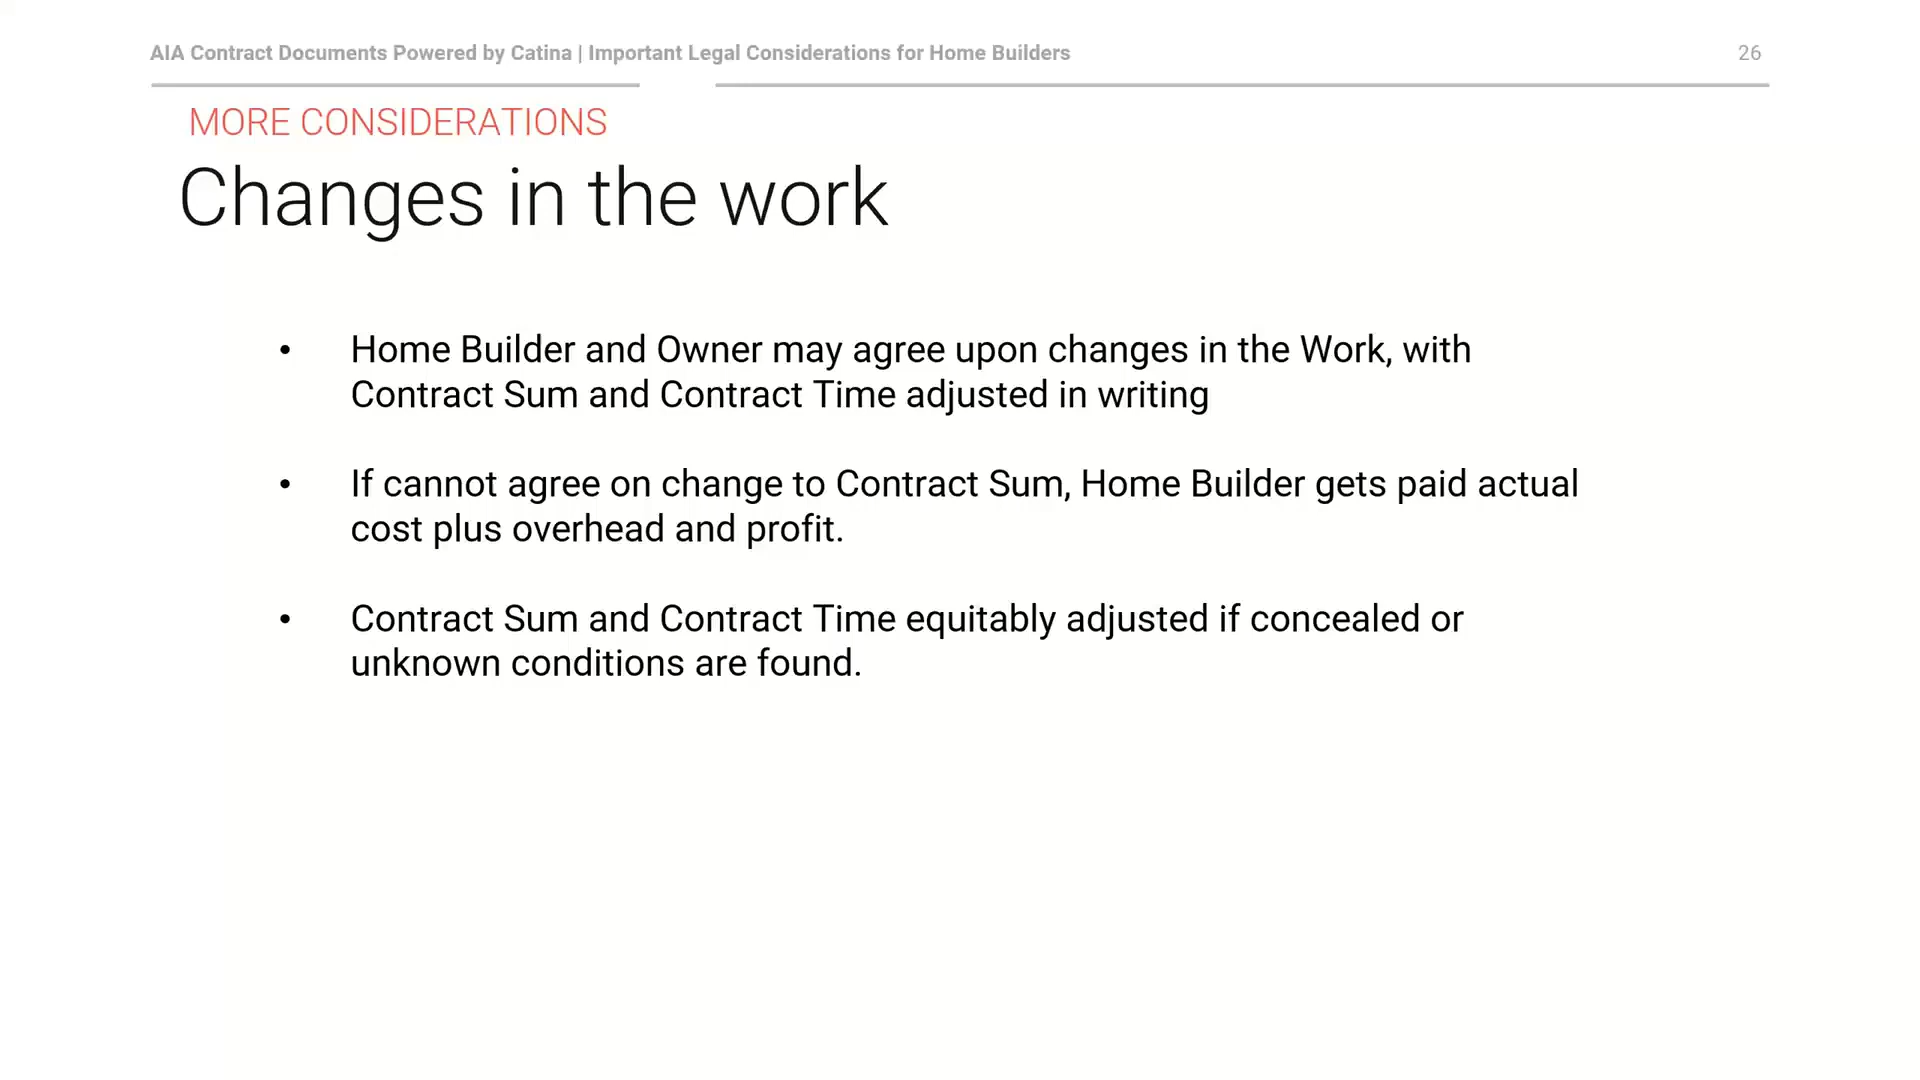 AIA Contract Documents Powered by Catina | Important Legal Considerations for Home Builders
26
MORE CONSIDERATIONS
Changes in the work
• Home Builder and Owner may agree upon changes in the Work, with
Contract Sum and Contract Time adjusted in writing
• If cannot agree on change to Contract Sum, Home Builder gets paid actual
cost plus overhead and profit.
• Contract Sum and Contract Time equitably adjusted if concealed or
unknown conditions are found.